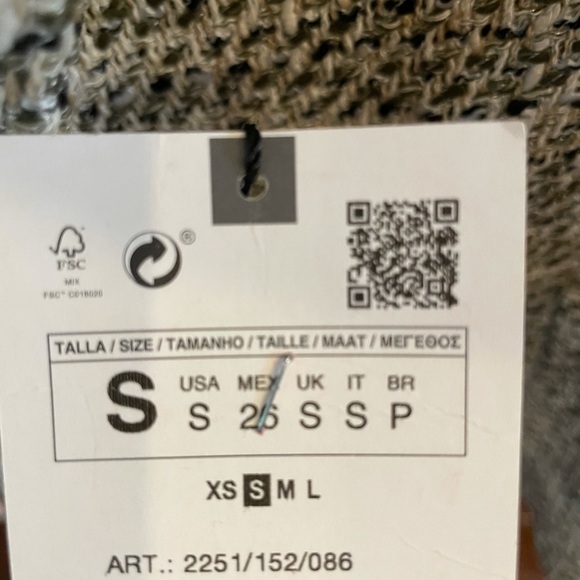 FSC
MIX
FSC™ C018020
®
TALLA / SIZE / TAMANHO / TAILLE / MAAT / ΜΕΓΕΘΟΣ
S
USA MEX UK IT BR
S 26 S S P
XS S M L
ART.: 2251/152/086